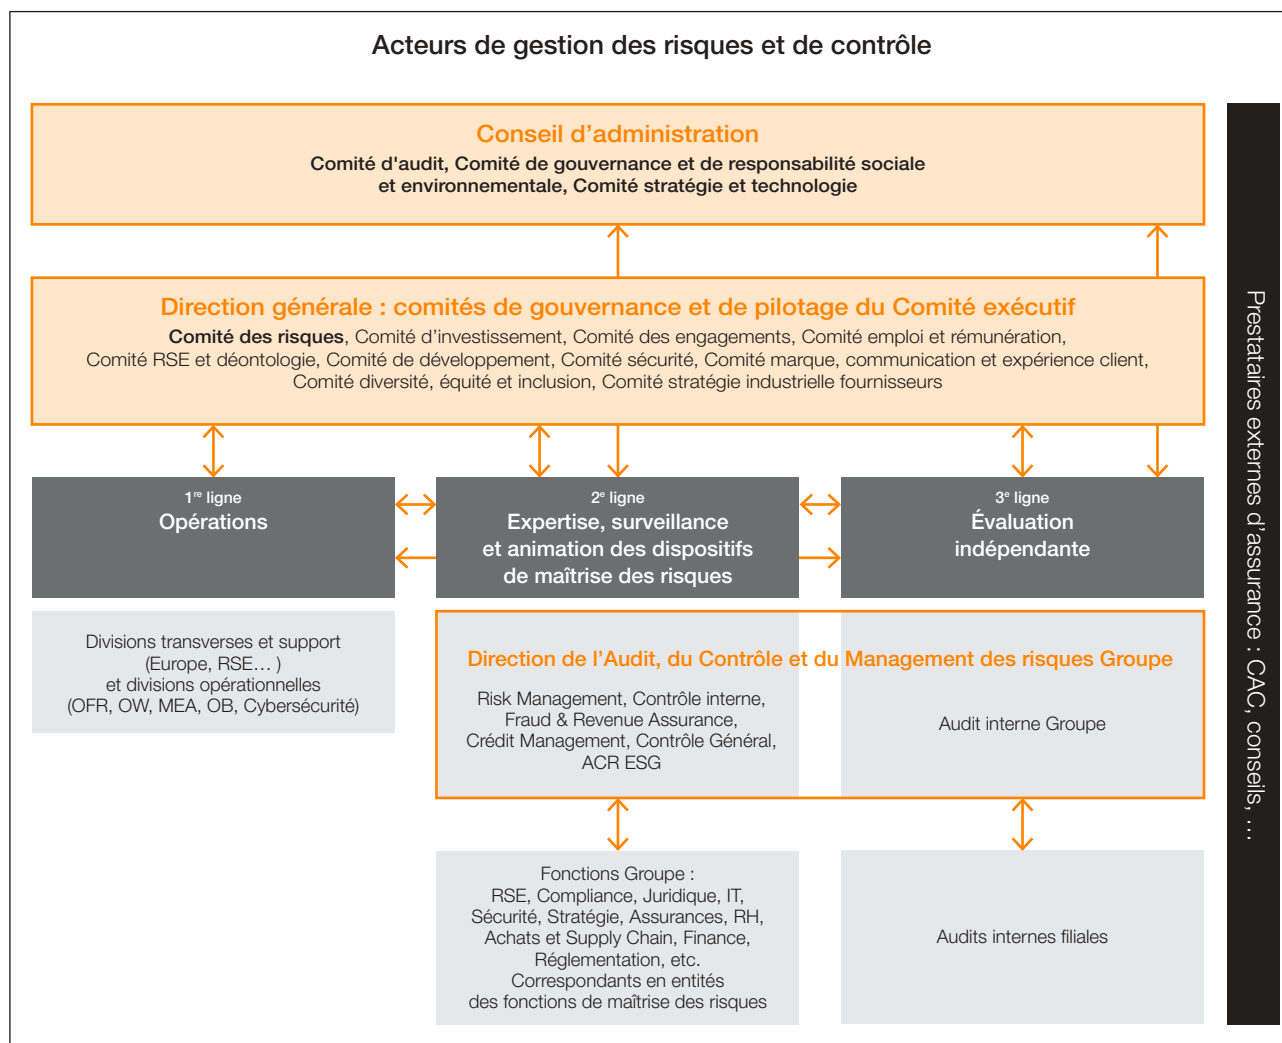 Acteurs de gestion des risques et de contrôle
Conseil d’administration
Comité d'audit, Comité de gouvernance et de responsabilité sociale
et environnementale, Comité stratégie et technologie
Direction générale : comités de gouvernance et de pilotage du Comité exécutif
Comité des risques, Comité d’investissement, Comité des engagements, Comité emploi et rémunération,
Comité RSE et déontologie, Comité de développement, Comité sécurité, Comité marque, communication et expérience client,
Comité diversité, équité et inclusion, Comité stratégie industrielle fournisseurs
1re ligne
Opérations
2e ligne
Expertise, surveillance
et animation des dispositifs
de maîtrise des risques
3e ligne
Évaluation
indépendante
Divisions transverses et support
(Europe, RSE… )
et divisions opérationnelles
(OFR, OW, MEA, OB, Cybersécurité)
Direction de l’Audit, du Contrôle et du Management des risques Groupe
Risk Management, Contrôle interne,
Fraud & Revenue Assurance,
Crédit Management, Contrôle Général,
ACR ESG
Audit interne Groupe
Fonctions Groupe :
RSE, Compliance, Juridique, IT,
Sécurité, Stratégie, Assurances, RH,
Achats et Supply Chain, Finance,
Réglementation, etc.
Correspondants en entités
des fonctions de maîtrise des risques
Audits internes filiales
Prestataires externes d’assurance : CAC, conseils, …